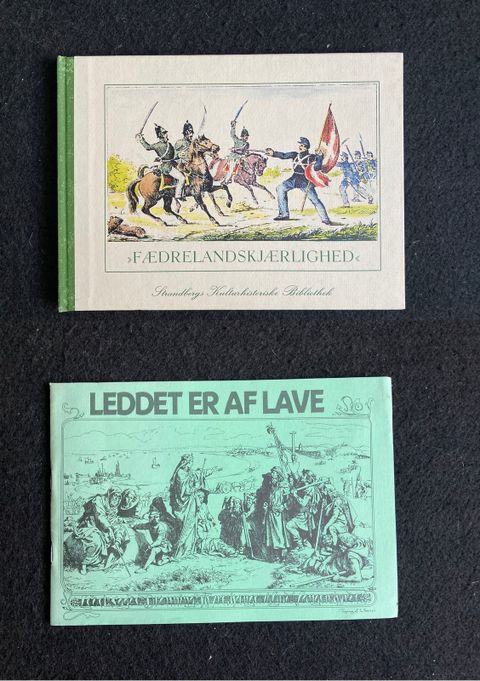 »FÆDRELANDSKJÆRLIGHED«
Strandbergs Kulturhistoriske Bibliothek
LEDDET ER AF LAVE